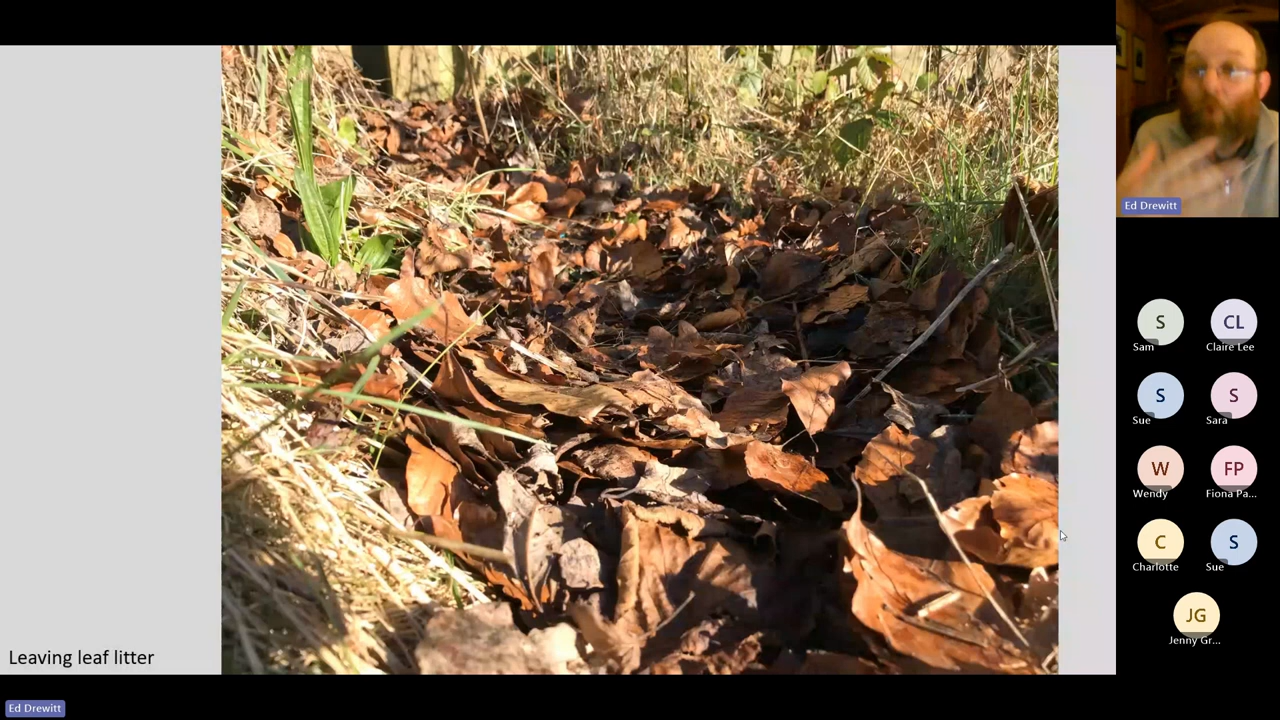 Ed Drewitt
S
Sam
CL
Claire Lee
S
Sue
S
Sara
W
Wendy
FP
Fiona Pa...
C
Charlotte
S
Sue
JG
Jenny Gr...
Leaving leaf litter
Ed Drewitt